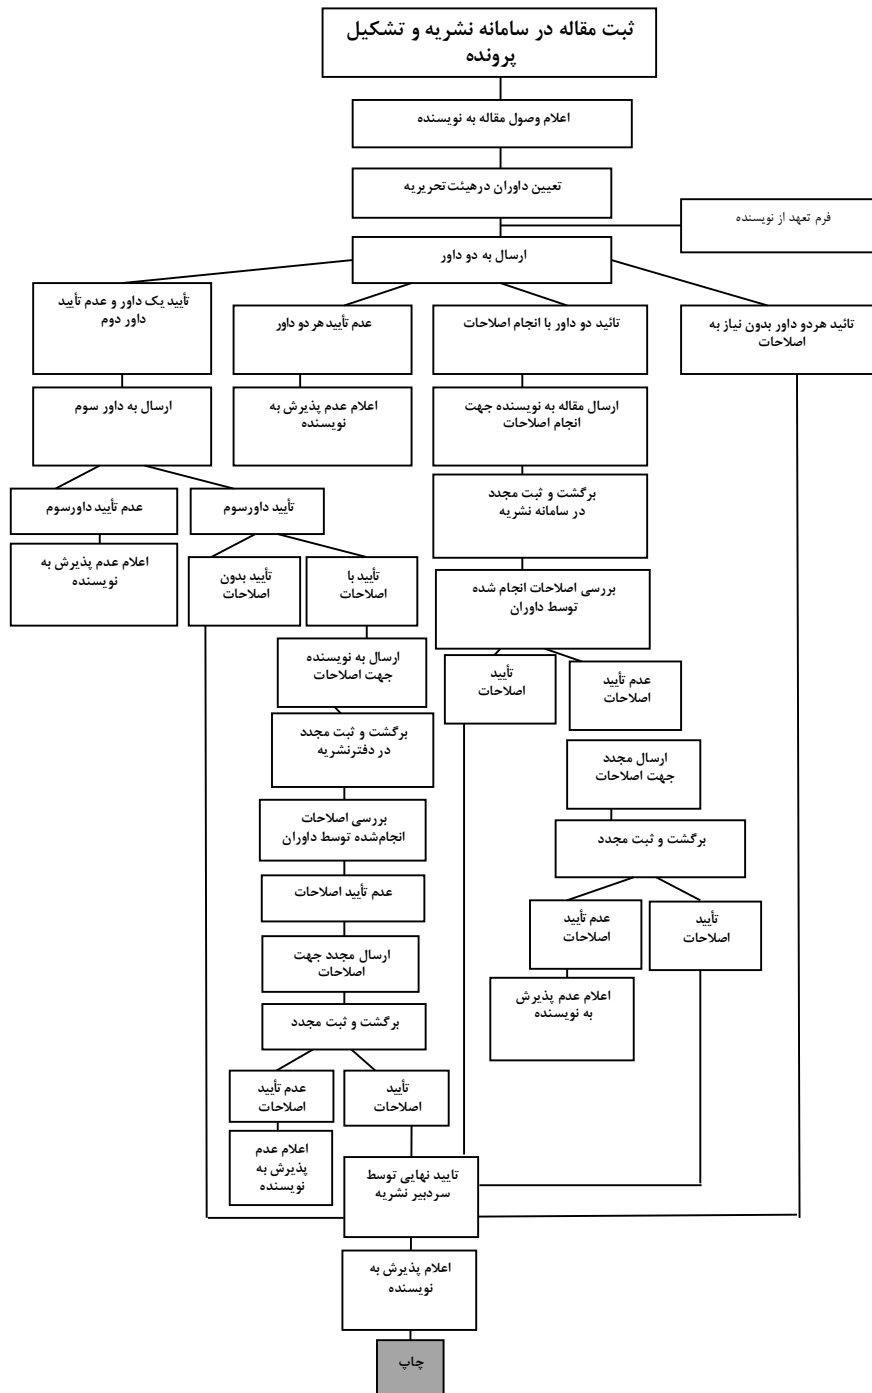 ثبت مقاله در سامانه نشریه و تشکیل
پرونده
اعلام وصول مقاله به نویسنده
تعیین داوران درهیئت‌تحریریه
فرم تعهد از نویسنده
ارسال به دو داور
تائید هردو داور بدون نیاز به
اصلاحات
تائید دو داور با انجام اصلاحات
عدم تأیید هر دو داور
تأیید یک داور و عدم تأیید
داور دوم
ارسال مقاله به نویسنده جهت
انجام اصلاحات
اعلام عدم پذیرش به
نویسنده
ارسال به داور سوم
برگشت و ثبت مجدد
در سامانه نشریه
تأیید داورسوم
عدم تأیید داورسوم
اعلام عدم پذیرش به
نویسنده
تأیید با
اصلاحات
تأیید بدون
اصلاحات
بررسی اصلاحات انجام شده
توسط داوران
ارسال به نویسنده
جهت اصلاحات
تأیید
اصلاحات
عدم تأیید
اصلاحات
برگشت و ثبت مجدد
در دفترنشریه
ارسال مجدد
جهت اصلاحات
بررسی اصلاحات
انجام‌شده توسط داوران
برگشت و ثبت مجدد
عدم تأیید اصلاحات
تأیید
اصلاحات
عدم تأیید
اصلاحات
ارسال مجدد جهت
اصلاحات
اعلام عدم پذیرش
به نویسنده
برگشت و ثبت مجدد
تأیید
اصلاحات
عدم تأیید
اصلاحات
اعلام عدم
پذیرش به
نویسنده
تایید نهایی توسط
سردبیر نشریه
اعلام پذیرش به
نویسنده
چاپ